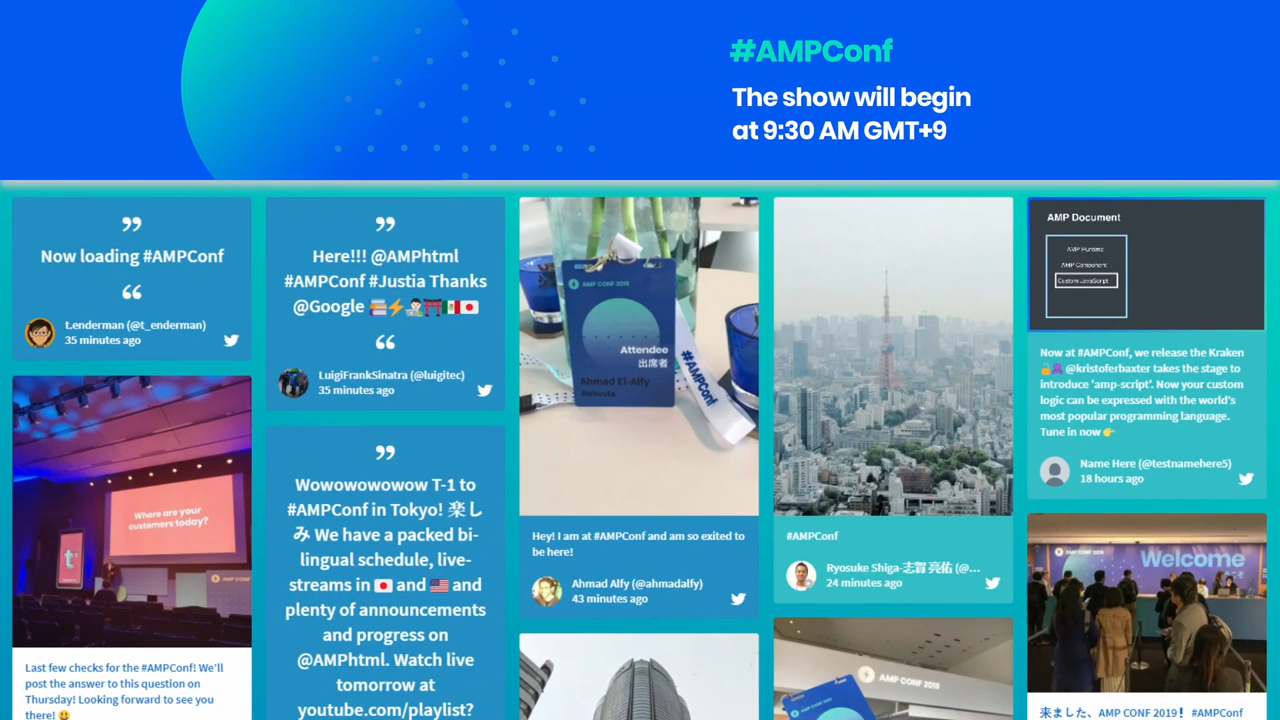 #AMPConf
The show will begin
at 9:30 AM GMT+9
Now loading #AMPConf
t.enderman (@t_enderman)
35 minutes ago
Where are your
customers today?
t
AMP CONF
Last few checks for the #AMPConf! We'll
post the answer to this question on
Thursday! Looking forward to see you
there! 😃
Here!!! @AMPhtml
#AMPConf #Justia Thanks
@Google
LuigiFrankSinatra (@luigitec)
35 minutes ago
Wowowowowow T-1 to
#AMPConf in Tokyo! 楽し
み We have a packed bi-
lingual schedule, live-
streams in 🇯🇵 and 🇺🇸 and
plenty of announcements
and progress on
@AMPhtml. Watch live
tomorrow at
youtube.com/playlist?
AMP CONF 2019
Attendee
出席者
Ahmad El-Alfy
Robusta
#AMPConf
Hey! I am at #AMPConf and am so exited to
be here!
Ahmad Alfy (@ahmadalfy)
43 minutes ago
#AMPConf
Ryosuke Shiga-志賀 亮佑 (@...
24 minutes ago
AMP CONF 2019
AMP Document
AMP Runtime
AMP Component
Custom JavaScript
Now at #AMPConf, we release the Kraken
@kristoferbaxter takes the stage to
introduce 'amp-script'. Now your custom
logic can be expressed with the world's
most popular programming language.
Tune in now 👉
Name Here (@testnamehere5)
18 hours ago
AMP CONF 2019
Welcome
来ました、AMP CONF 2019！ #AMPConf